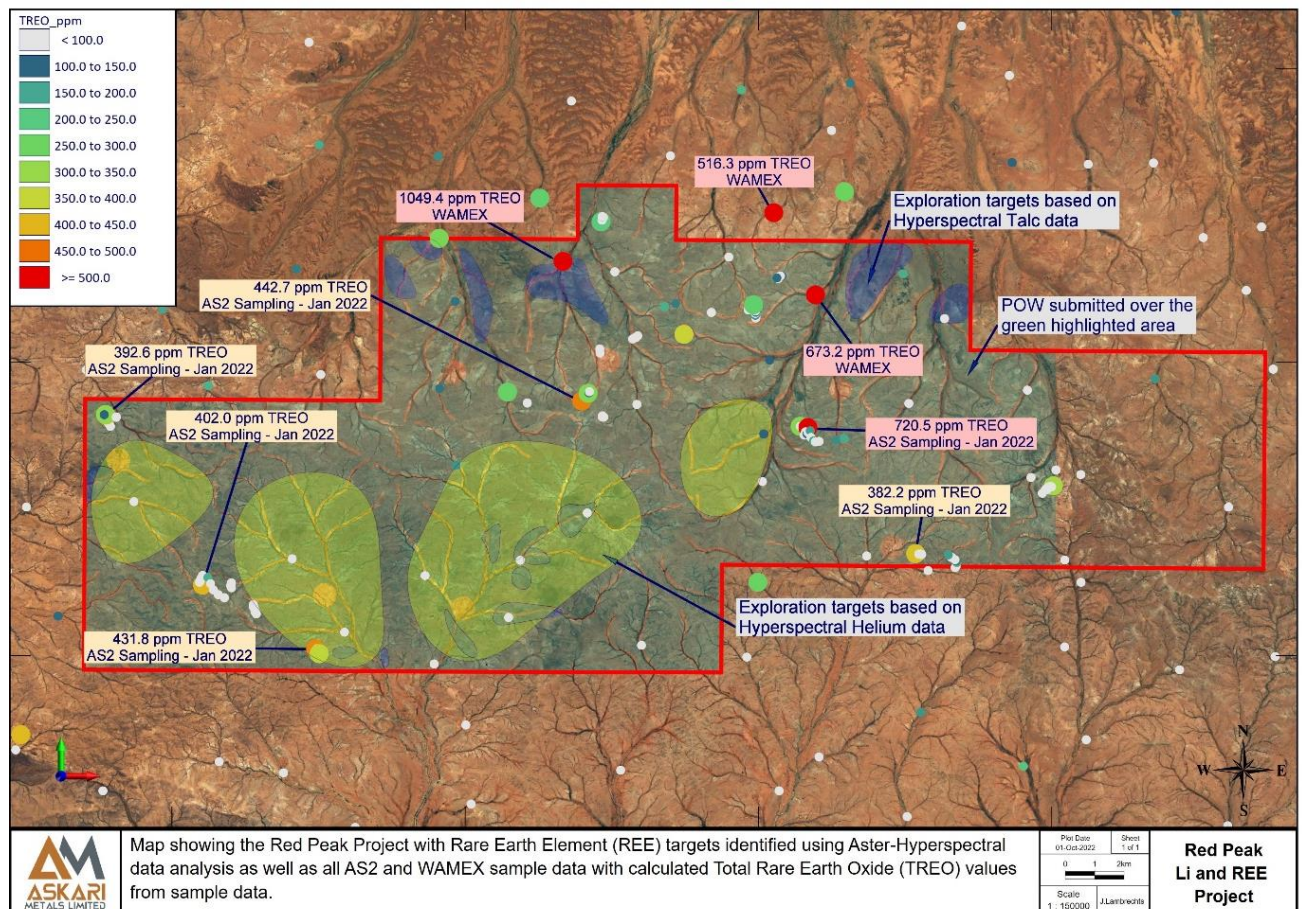 TREO_ppm
< 100.0
100.0 to 150.0
150.0 to 200.0
200.0 to 250.0
250.0 to 300.0
300.0 to 350.0
350.0 to 400.0
400.0 to 450.0
450.0 to 500.0
>= 500.0
516.3 ppm TREO
WAMEX
1049.4 ppm TREO
WAMEX
Exploration targets based on
Hyperspectral Talc data
442.7 ppm TREO
AS2 Sampling - Jan 2022
POW submitted over the
green highlighted area
673.2 ppm TREO
WAMEX
392.6 ppm TREO
AS2 Sampling - Jan 2022
402.0 ppm TREO
AS2 Sampling - Jan 2022
720.5 ppm TREO
AS2 Sampling - Jan 2022
382.2 ppm TREO
AS2 Sampling - Jan 2022
Exploration targets based on
Hyperspectral Helium data
431.8 ppm TREO
AS2 Sampling - Jan 2022
N
W
E
S
AM
ASKARI
METALS LIMITED
Map showing the Red Peak Project with Rare Earth Element (REE) targets identified using Aster-Hyperspectral
data analysis as well as all AS2 and WAMEX sample data with calculated Total Rare Earth Oxide (TREO) values
from sample data.
Plot Date
01-Oct-2022
Sheet
1 of 1
0 1 2km
Scale
1 : 150000
J.Lambrechts
Red Peak
Li and REE
Project